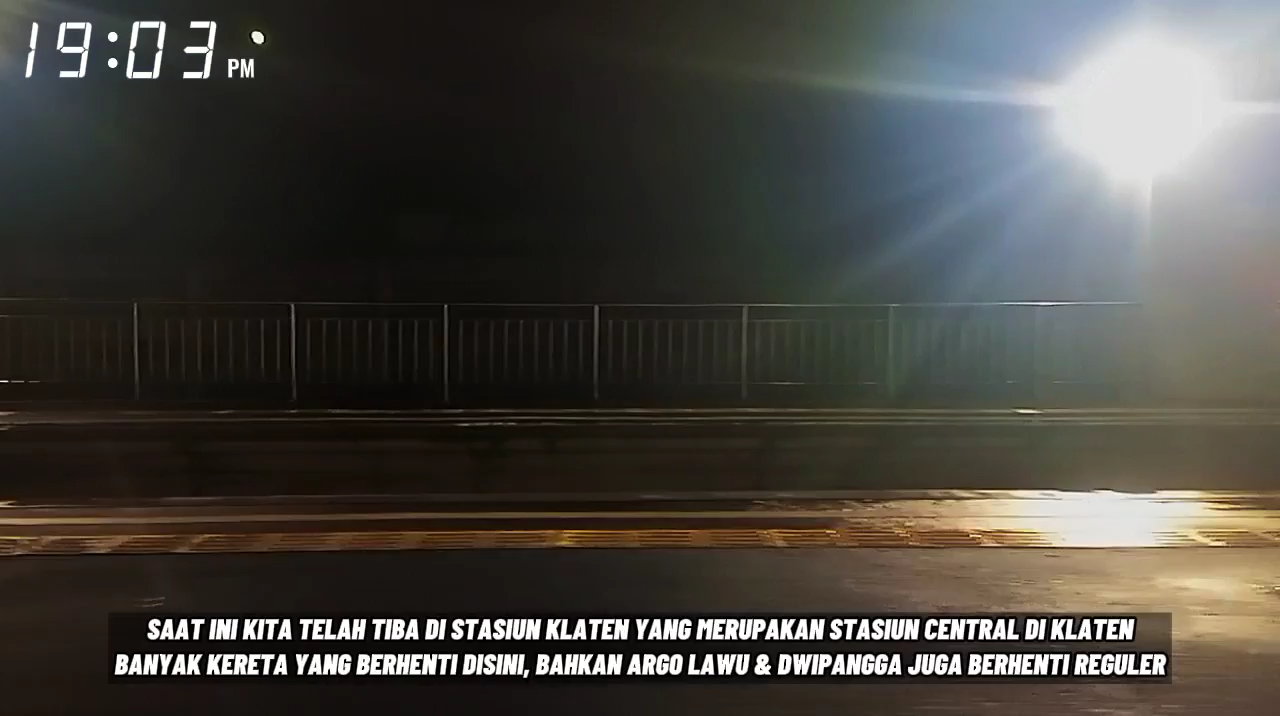 19:03 PM
SAAT INI KITA TELAH TIBA DI STASIUN KLATEN YANG MERUPAKAN STASIUN CENTRAL DI KLATEN
BANYAK KERETA YANG BERHENTI DISINI, BAHKAN ARGO LAWU & DWIPANGGA JUGA BERHENTI REGULER